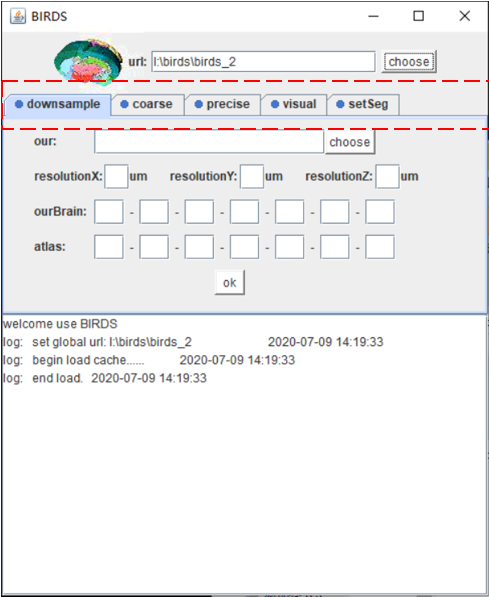 BIRDS
url: I:\birds\birds_2 choose
downsample coarse precise visual setSeg
our: choose
resolutionX: um resolutionY: um resolutionZ: um
ourBrain: - - - - - -
atlas: - - - - - -
ok
welcome use BIRDS
log: set global url: I:\birds\birds_2 2020-07-09 14:19:33
log: begin load cache...... 2020-07-09 14:19:33
log: end load. 2020-07-09 14:19:33